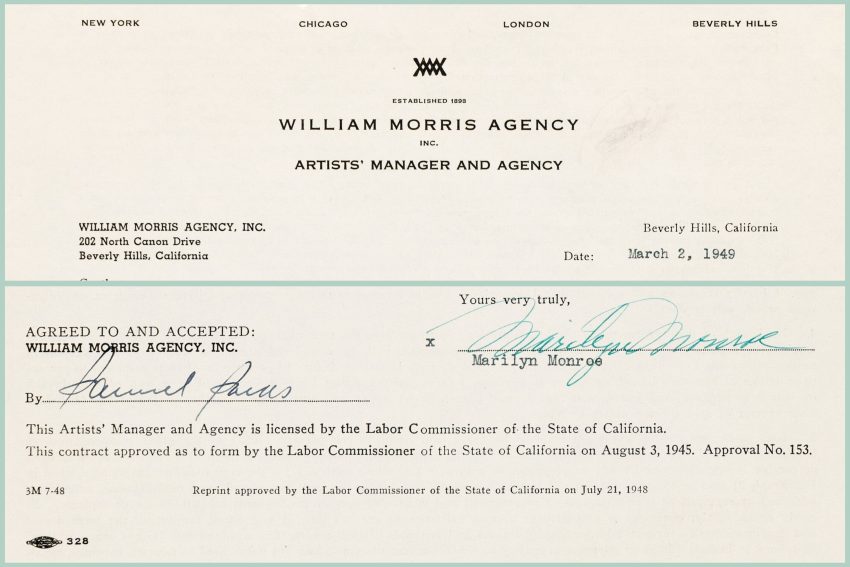 NEW YORK CHICAGO LONDON BEVERLY HILLS
ESTABLISHED 1898
WILLIAM MORRIS AGENCY
INC.
ARTISTS' MANAGER AND AGENCY
WILLIAM MORRIS AGENCY, INC.
202 North Canon Drive
Beverly Hills, California
Beverly Hills, California
Date: March 2, 1949
Yours very truly,
AGREED TO AND ACCEPTED:
WILLIAM MORRIS AGENCY, INC.
x Marilyn Monroe
Marilyn Monroe
By Samuel
This Artists' Manager and Agency is licensed by the Labor Commissioner of the State of California.
This contract approved as to form by the Labor Commissioner of the State of California on August 3, 1945. Approval No. 153.
3M 7-48 Reprint approved by the Labor Commissioner of the State of California on July 21, 1948
328